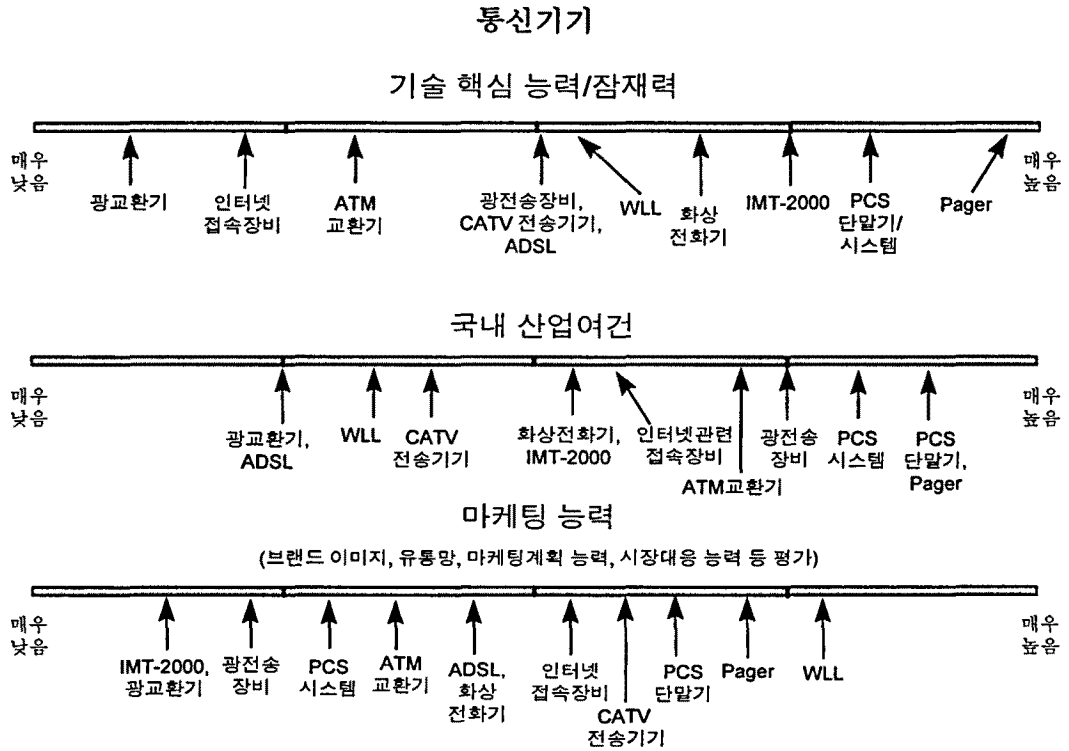 통신기기
기술 핵심 능력/잠재력
매우
낮음
광교환기
인터넷
접속장비
ATM
교환기
광전송장비,
CATV 전송기기,
ADSL
WLL
화상
전화기
IMT-2000
PCS
단말기/
시스템
Pager
매우
높음
국내 산업여건
매우
낮음
광교환기,
ADSL
WLL
CATV
전송기기
화상전화기,
IMT-2000
인터넷관련
접속장비
ATM교환기
광전송
장비
PCS
시스템
PCS
단말기,
Pager
매우
높음
마케팅 능력
(브랜드 이미지, 유통망, 마케팅계획 능력, 시장대응 능력 등 평가)
매우
낮음
IMT-2000,
광교환기
광전송
장비
PCS
시스템
ATM
교환기
ADSL,
화상
전화기
인터넷
접속장비
CATV
전송기기
PCS
단말기
Pager
WLL
매우
높음